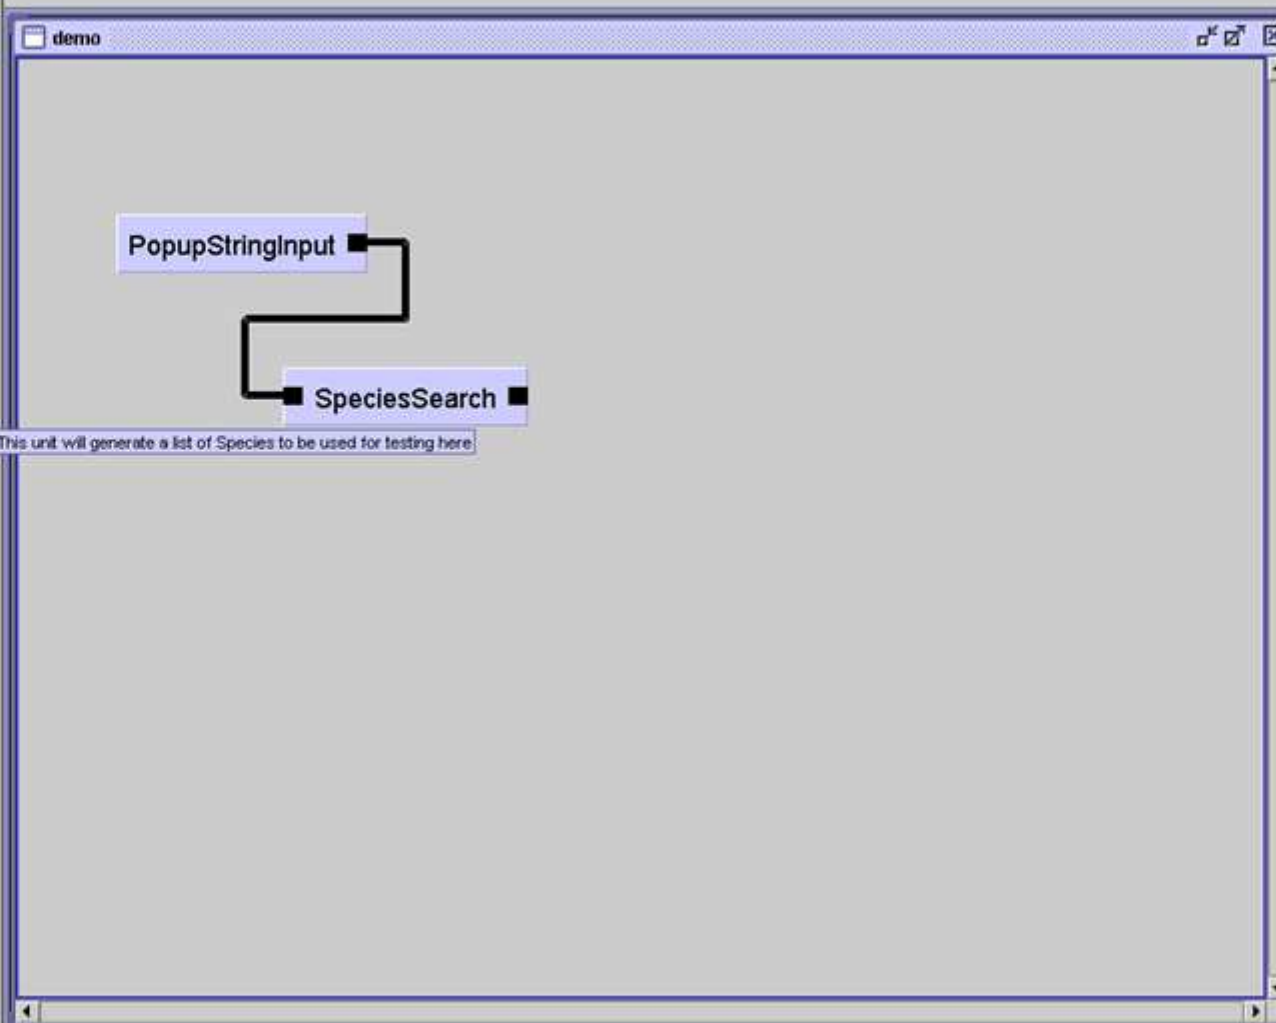 demo
PopupStringInput
SpeciesSearch
This unit will generate a list of Species to be used for testing here